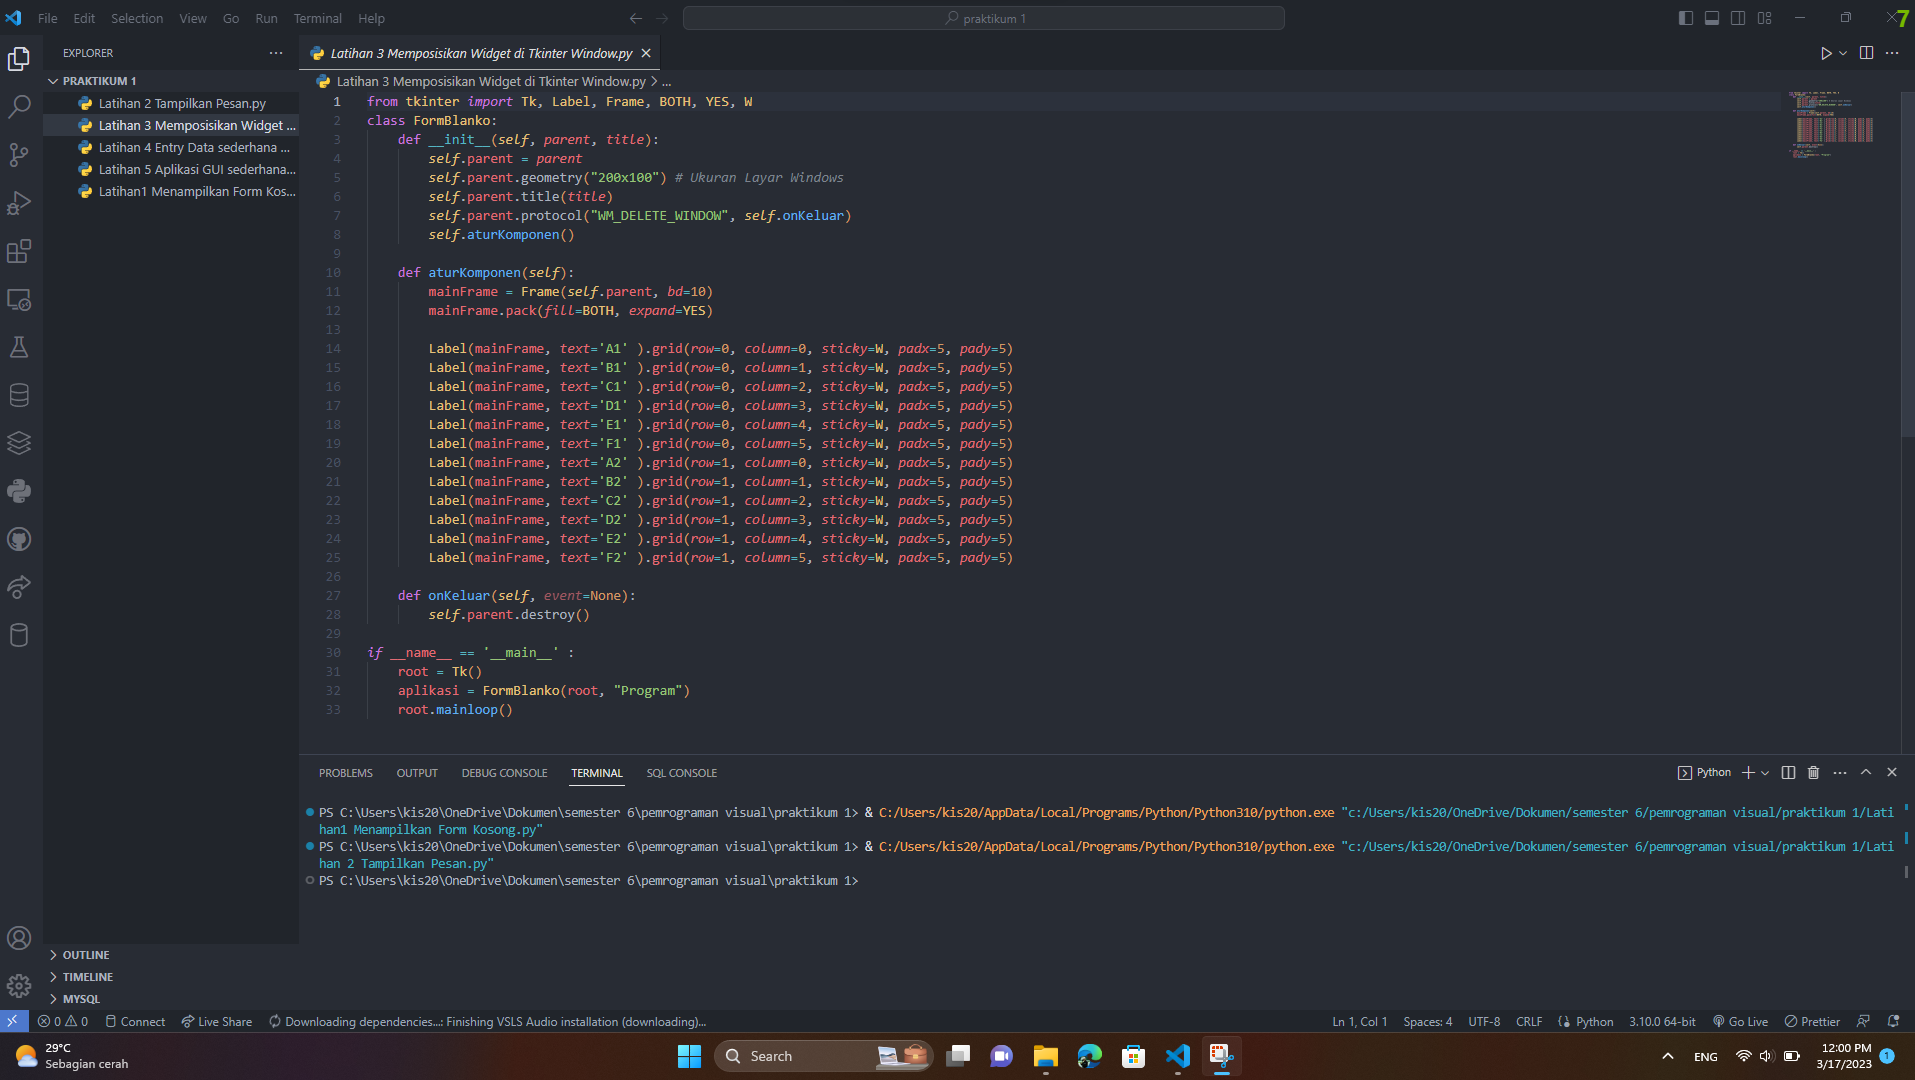 File Edit Selection View Go Run Terminal Help
praktikum 1
7
EXPLORER
PRAKTIKUM 1
Latihan 2 Tampilkan Pesan.py
Latihan 3 Memposisikan Widget ...
Latihan 4 Entry Data sederhana ...
Latihan 5 Aplikasi GUI sederhana...
Latihan1 Menampilkan Form Kos...
OUTLINE
TIMELINE
MYSQL
Latihan 3 Memposisikan Widget di Tkinter Window.py
Latihan 3 Memposisikan Widget di Tkinter Window.py > ...
1 from tkinter import Tk, Label, Frame, BOTH, YES, W
2 class FormBlanko:
3     def __init__(self, parent, title):
4         self.parent = parent
5         self.parent.geometry("200x100") # Ukuran Layar Windows
6         self.parent.title(title)
7         self.parent.protocol("WM_DELETE_WINDOW", self.onKeluar)
8         self.aturKomponen()
9
10     def aturKomponen(self):
11         mainFrame = Frame(self.parent, bd=10)
12         mainFrame.pack(fill=BOTH, expand=YES)
13
14         Label(mainFrame, text='A1' ).grid(row=0, column=0, sticky=W, padx=5, pady=5)
15         Label(mainFrame, text='B1' ).grid(row=0, column=1, sticky=W, padx=5, pady=5)
16         Label(mainFrame, text='C1' ).grid(row=0, column=2, sticky=W, padx=5, pady=5)
17         Label(mainFrame, text='D1' ).grid(row=0, column=3, sticky=W, padx=5, pady=5)
18         Label(mainFrame, text='E1' ).grid(row=0, column=4, sticky=W, padx=5, pady=5)
19         Label(mainFrame, text='F1' ).grid(row=0, column=5, sticky=W, padx=5, pady=5)
20         Label(mainFrame, text='A2' ).grid(row=1, column=0, sticky=W, padx=5, pady=5)
21         Label(mainFrame, text='B2' ).grid(row=1, column=1, sticky=W, padx=5, pady=5)
22         Label(mainFrame, text='C2' ).grid(row=1, column=2, sticky=W, padx=5, pady=5)
23         Label(mainFrame, text='D2' ).grid(row=1, column=3, sticky=W, padx=5, pady=5)
24         Label(mainFrame, text='E2' ).grid(row=1, column=4, sticky=W, padx=5, pady=5)
25         Label(mainFrame, text='F2' ).grid(row=1, column=5, sticky=W, padx=5, pady=5)
26
27     def onKeluar(self, event=None):
28         self.parent.destroy()
29
30 if __name__ == '__main__' :
31     root = Tk()
32     aplikasi = FormBlanko(root, "Program")
33     root.mainloop()
PROBLEMS OUTPUT DEBUG CONSOLE TERMINAL SQL CONSOLE
Python
PS C:\Users\kis20\OneDrive\Dokumen\semester 6\pemrograman visual\praktikum 1> & C:/Users/kis20/AppData/Local/Programs/Python/Python310/python.exe "c:/Users/kis20/OneDrive/Dokumen/semester 6/pemrograman visual/praktikum 1/Lati
han1 Menampilkan Form Kosong.py"
PS C:\Users\kis20\OneDrive\Dokumen\semester 6\pemrograman visual\praktikum 1> & C:/Users/kis20/AppData/Local/Programs/Python/Python310/python.exe "c:/Users/kis20/OneDrive/Dokumen/semester 6/pemrograman visual/praktikum 1/Lati
han 2 Tampilkan Pesan.py"
PS C:\Users\kis20\OneDrive\Dokumen\semester 6\pemrograman visual\praktikum 1>
0 0 Connect Live Share Downloading dependencies...: Finishing VSLS Audio installation (downloading)...
Ln 1, Col 1 Spaces: 4 UTF-8 CRLF Python 3.10.0 64-bit Go Live Prettier
29°C
Sebagian cerah
Search
ENG
12:00 PM
3/17/2023
1